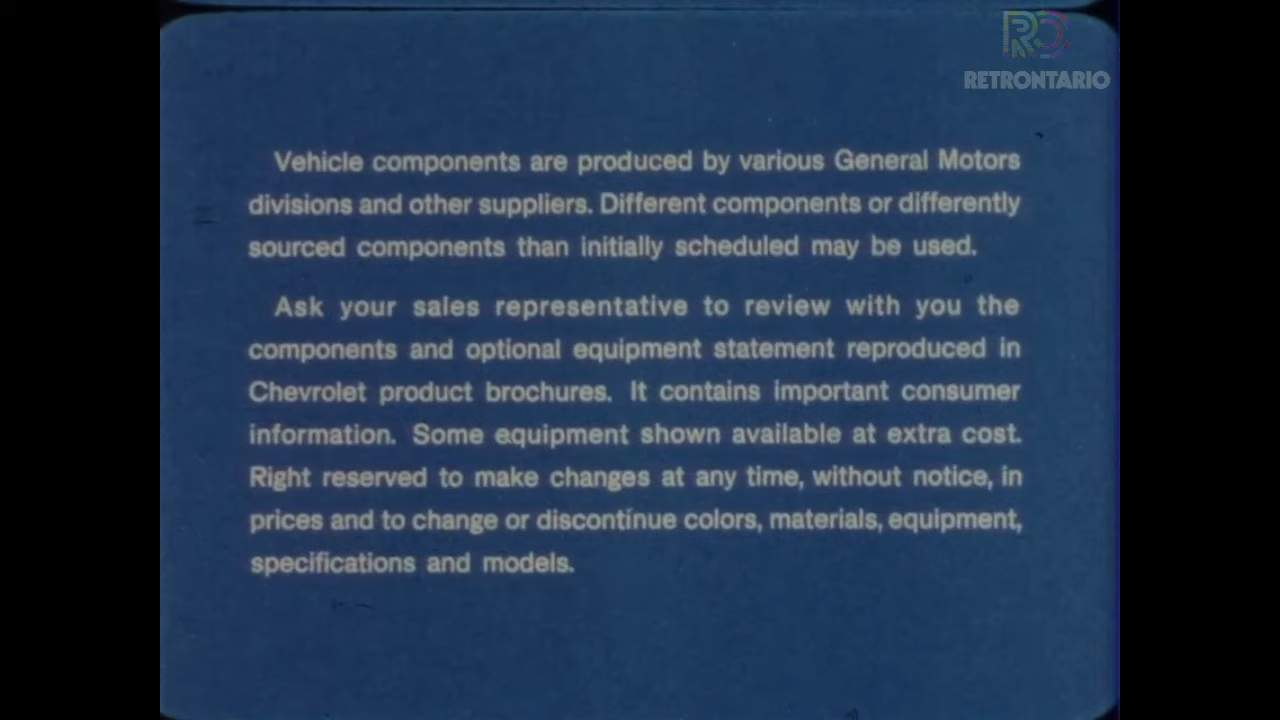 RETRONTARIO
Vehicle components are produced by various General Motors
divisions and other suppliers. Different components or differently
sourced components than initially scheduled may be used.
Ask your sales representative to review with you the
components and optional equipment statement reproduced in
Chevrolet product brochures. It contains important consumer
information. Some equipment shown available at extra cost.
Right reserved to make changes at any time, without notice, in
prices and to change or discontinue colors, materials, equipment,
specifications and models.